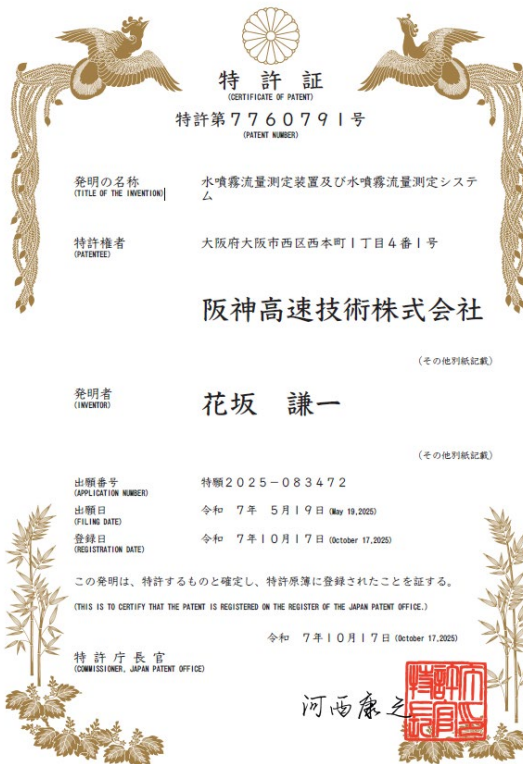 特許証
(CERTIFICATE OF PATENT)
特許第7760791号
(PATENT NUMBER)
発明の名称 水噴霧流量測定装置及び水噴霧流量測定システ
(TITLE OF THE INVENTION) ム
特許権者 大阪府大阪市西区西本町1丁目4番1号
(PATENTEE)
阪神高速技術株式会社
(その他別紙記載)
発明者 花坂 謙一
(INVENTOR)
(その他別紙記載)
出願番号 特願2025-083472
(APPLICATION NUMBER)
出願日 令和 7年 5月19日 (May 19,2025)
(FILING DATE)
登録日 令和 7年10月17日 (October 17,2025)
(REGISTRATION DATE)
この発明は、特許するものと確定し、特許原簿に登録されたことを証する。
(THIS IS TO CERTIFY THAT THE PATENT IS REGISTERED ON THE REGISTER OF THE JAPAN PATENT OFFICE.)
令和 7年10月17日 (October 17,2025)
特許庁長官
(COMMISSIONER, JAPAN PATENT OFFICE)
河西康之